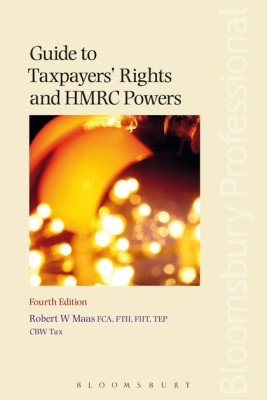 Guide to
Taxpayers' Rights
and HMRC Powers
Bloomsbury Professional
Fourth Edition
Robert W Maas FCA, FTII, FIIT, TEP
CBW Tax
BLOOMSBURY